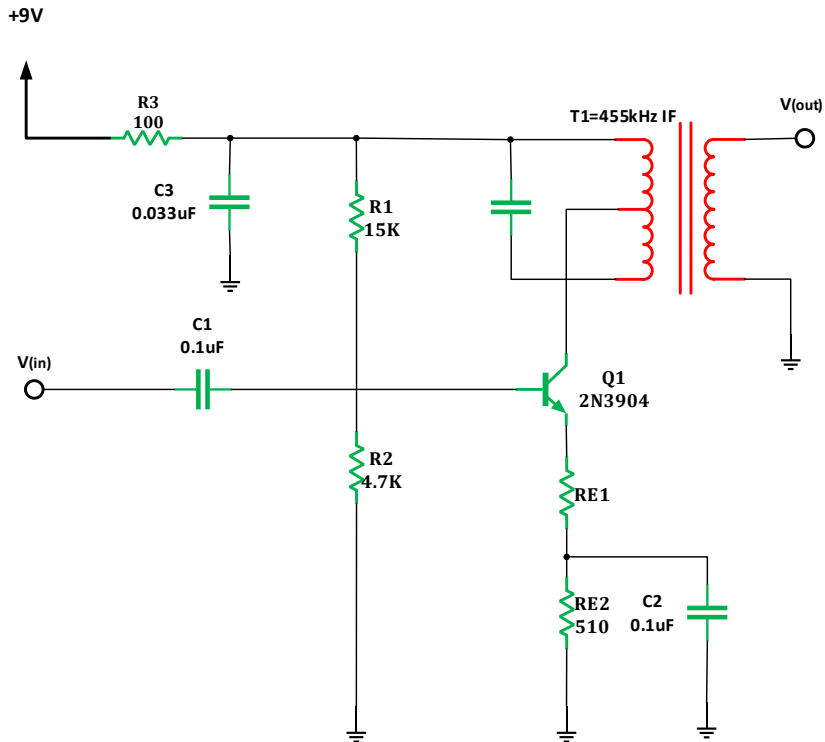 +9V
R3
100
T1=455kHz IF
V(out)
C3
0.033uF
R1
15K
C1
0.1uF
V(in)
Q1
2N3904
R2
4.7K
RE1
RE2
510
C2
0.1uF